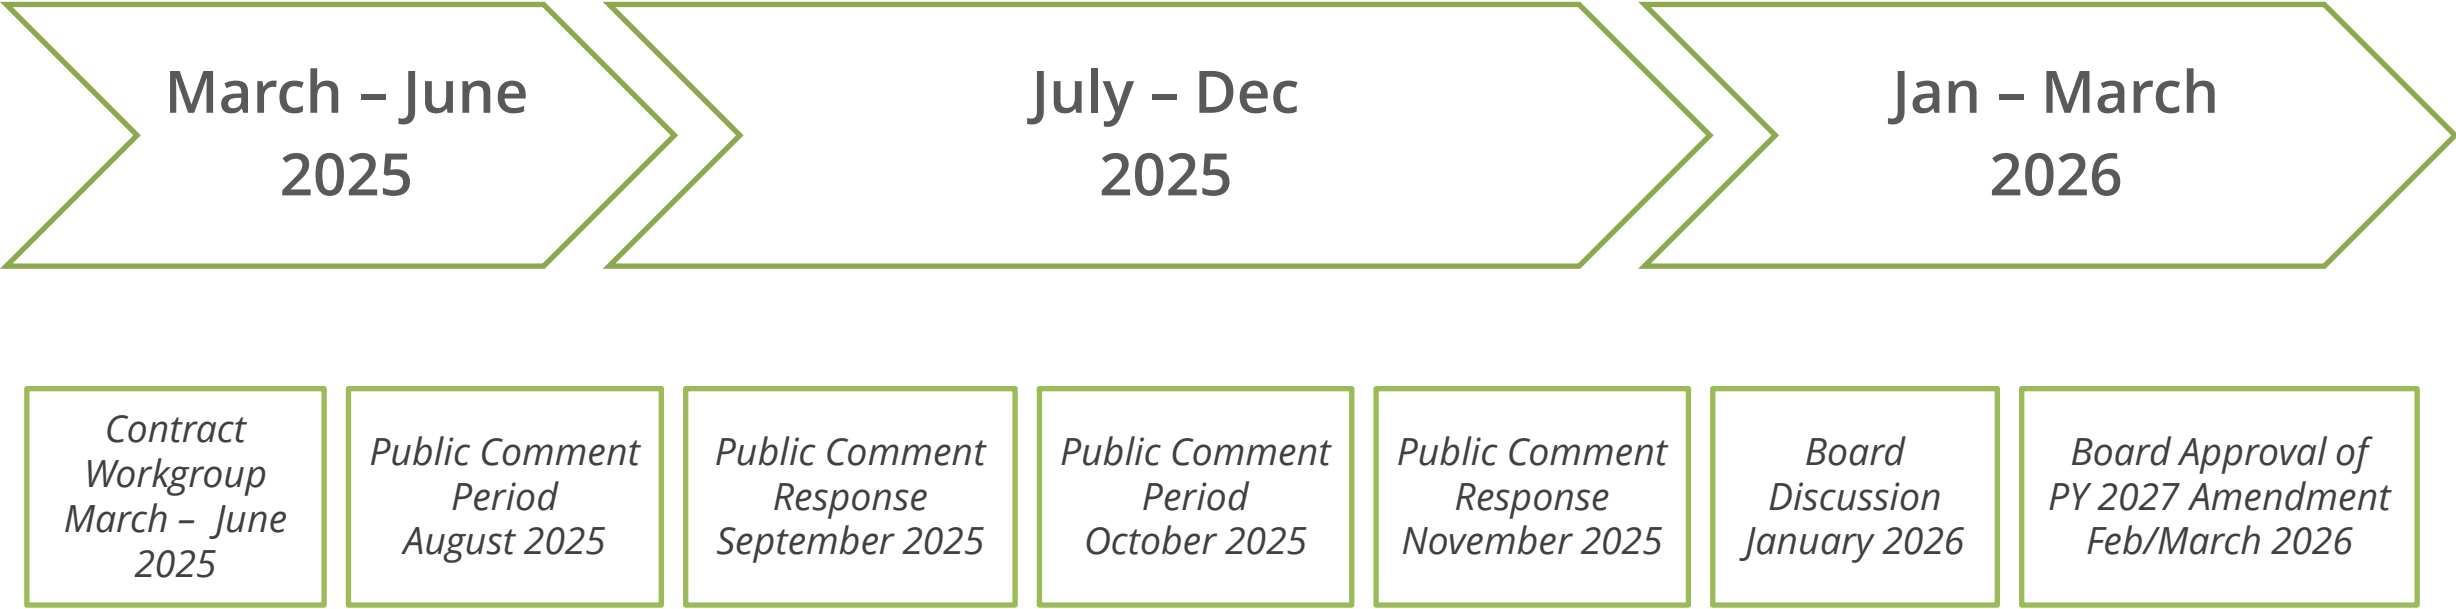 March – June
2025
July – Dec
2025
Jan – March
2026
Contract
Workgroup
March – June
2025
Public Comment
Period
August 2025
Public Comment
Response
September 2025
Public Comment
Period
October 2025
Public Comment
Response
November 2025
Board
Discussion
January 2026
Board Approval of
PY 2027 Amendment
Feb/March 2026